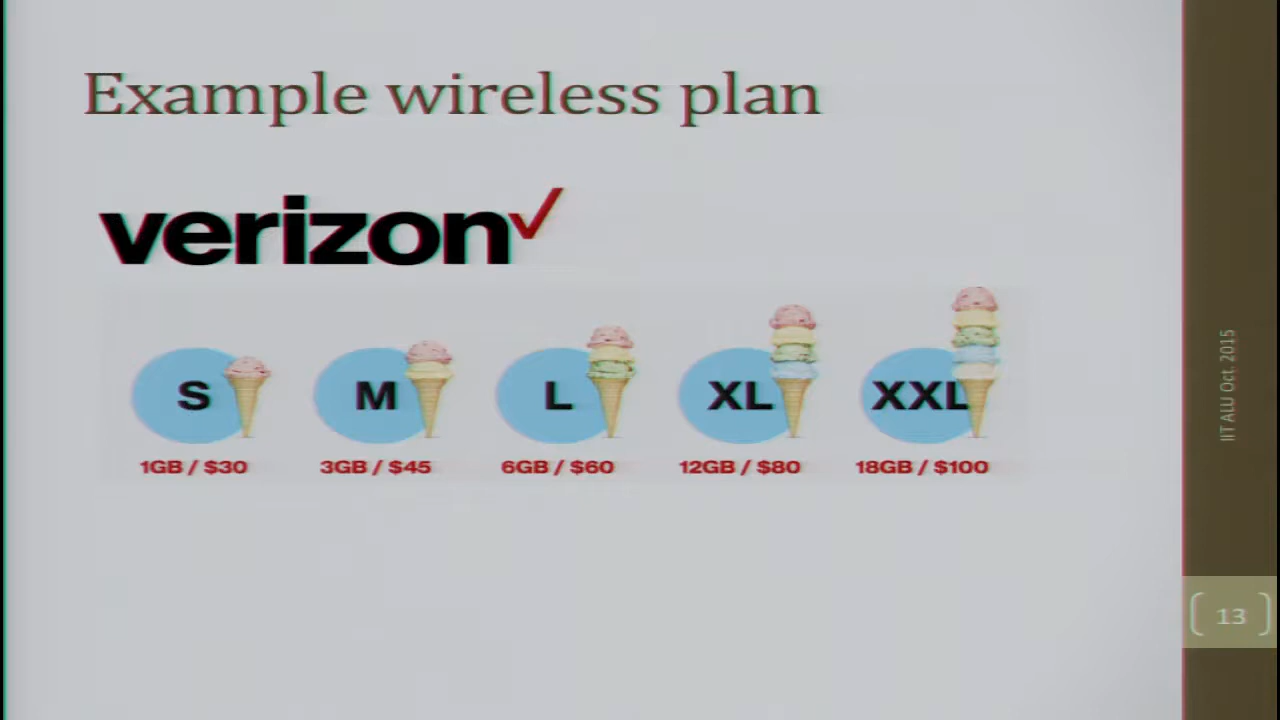 Example wireless plan
verizon
S M L XL XXL
1GB / $30 3GB / $45 6GB / $60 12GB / $80 18GB / $100
IIT ALU Oct. 2015
13